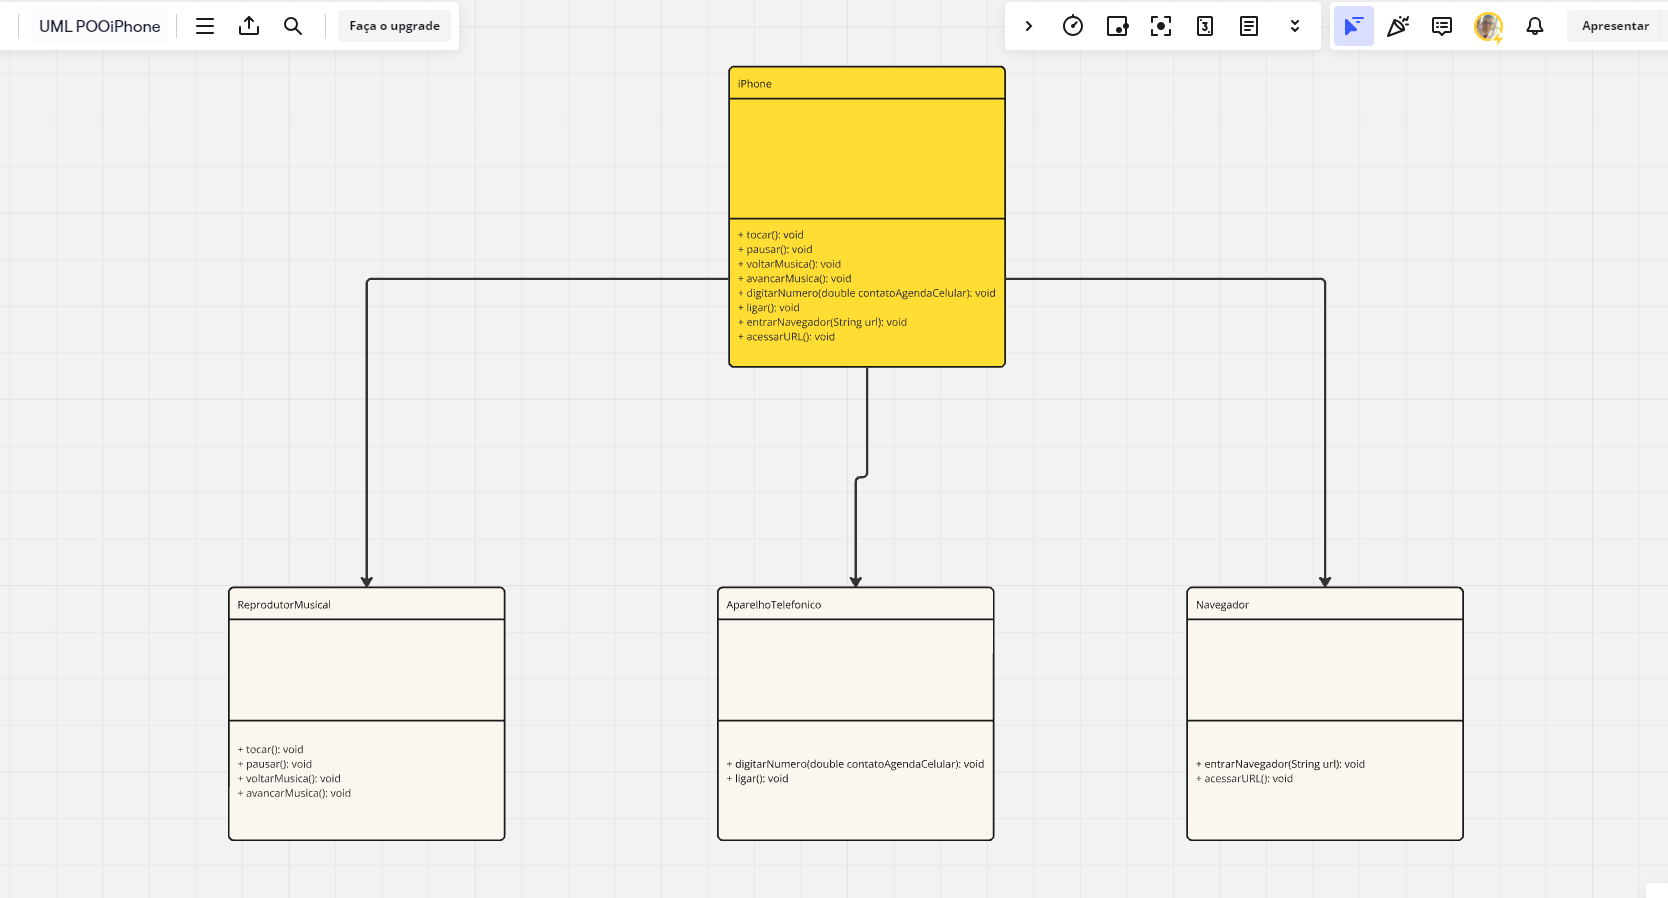 UML POOiPhone
Faça o upgrade
3
Apresentar
iPhone
+ tocar(): void
+ pausar(): void
+ voltarMusica(): void
+ avancarMusica(): void
+ digitarNumero(double contatoAgendaCelular): void
+ ligar(): void
+ entrarNavegador(String url): void
+ acessarURL(): void
ReprodutorMusical
+ tocar(): void
+ pausar(): void
+ voltarMusica(): void
+ avancarMusica(): void
AparelhoTelefonico
+ digitarNumero(double contatoAgendaCelular): void
+ ligar(): void
Navegador
+ entrarNavegador(String url): void
+ acessarURL(): void